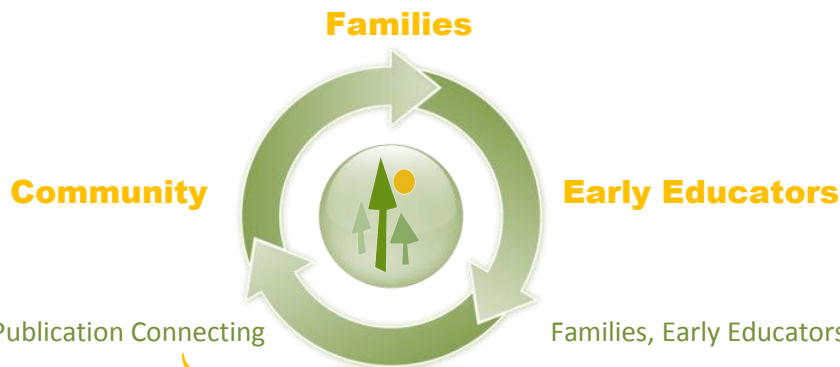 Families
Community Early Educators
Publication Connecting Families, Early Educators